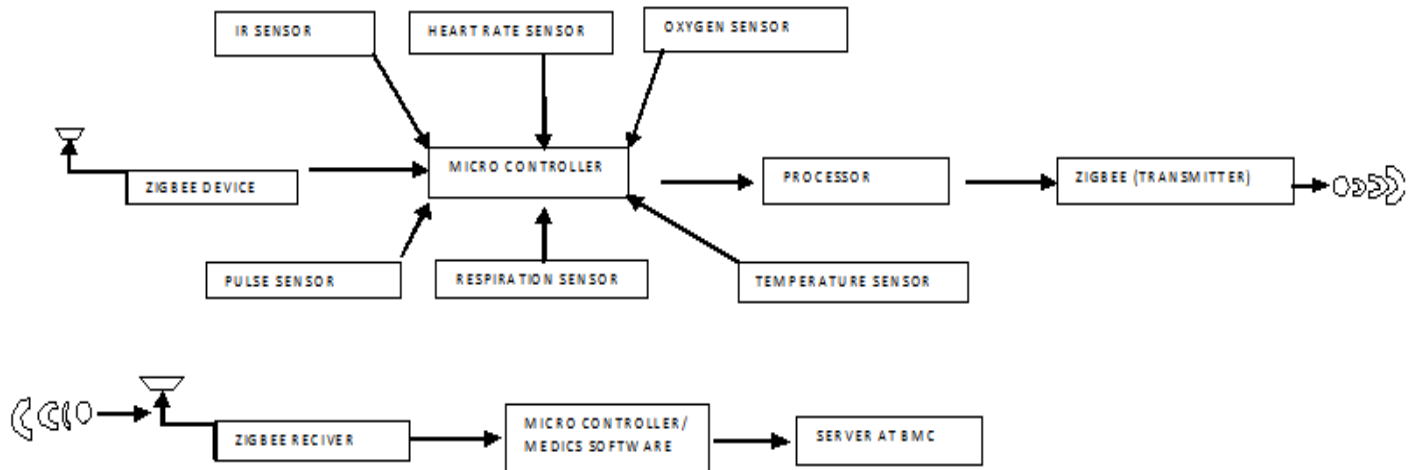 IR SENSOR
HEART RATE SENSOR
OXYGEN SENSOR
MICRO CONTROLLER
ZIGBEE DEVICE
PROCESSOR
ZIGBEE (TRANSMITTER)
PULSE SENSOR
RESPIRATION SENSOR
TEMPERATURE SENSOR
ZIGBEE RECIVER
MICRO CONTROLLER/
MEDICS SOFTWARE
SERVER AT BMC